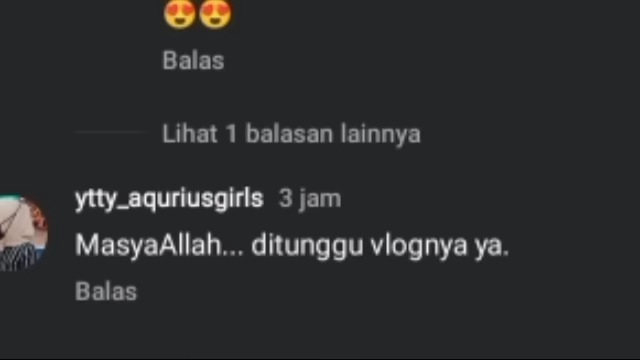 😍😍
Balas
Lihat 1 balasan lainnya
ytty_aquriusgirls 3 jam
MasyaAllah... ditunggu vlognya ya.
Balas